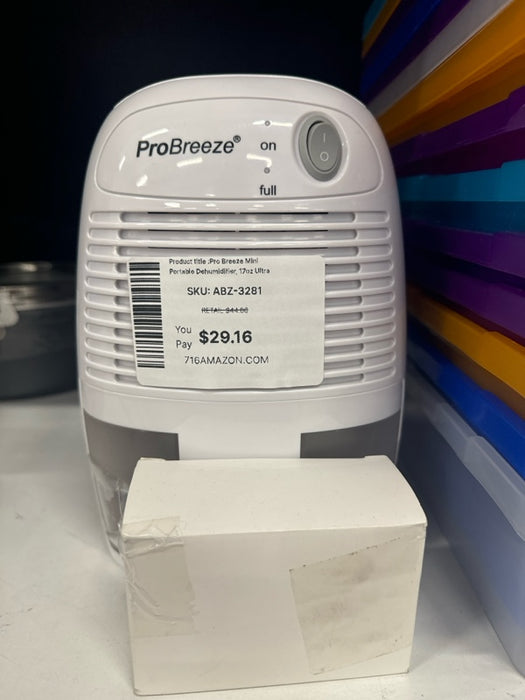 ProBreeze®
on
full
Product title :Pro Breeze Mini
Portable Dehumidifier, 17oz Ultra
SKU: ABZ-3281
RETAIL $44.86
You Pay $29.16
716AMAZON.COM